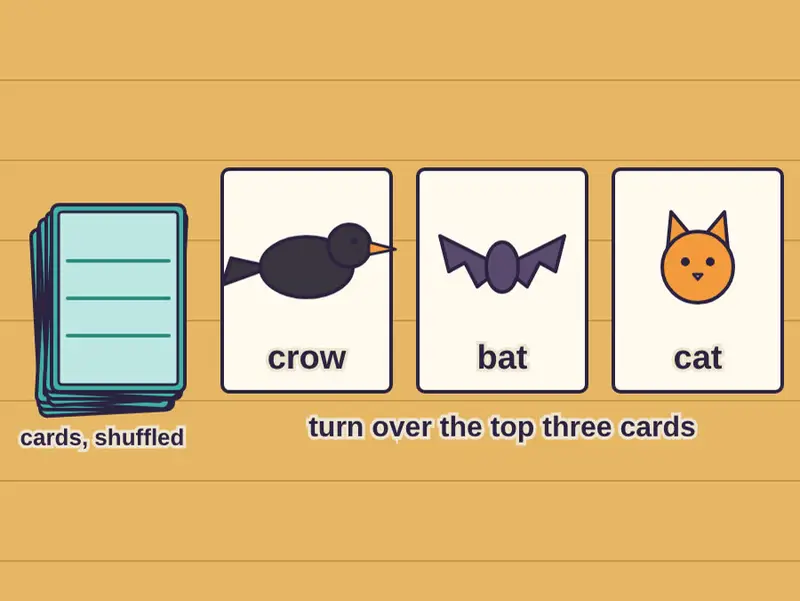 crow
bat
cat
cards, shuffled
turn over the top three cards